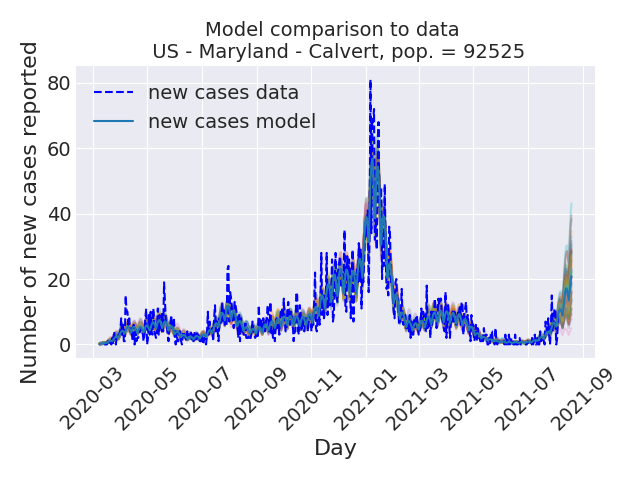 Model comparison to data
US - Maryland - Calvert, pop. = 92525
Number of new cases reported
80
60
40
20
0
new cases data
new cases model
2020-03
2020-05
2020-07
2020-09
2020-11
2021-01
2021-03
2021-05
2021-07
2021-09
Day